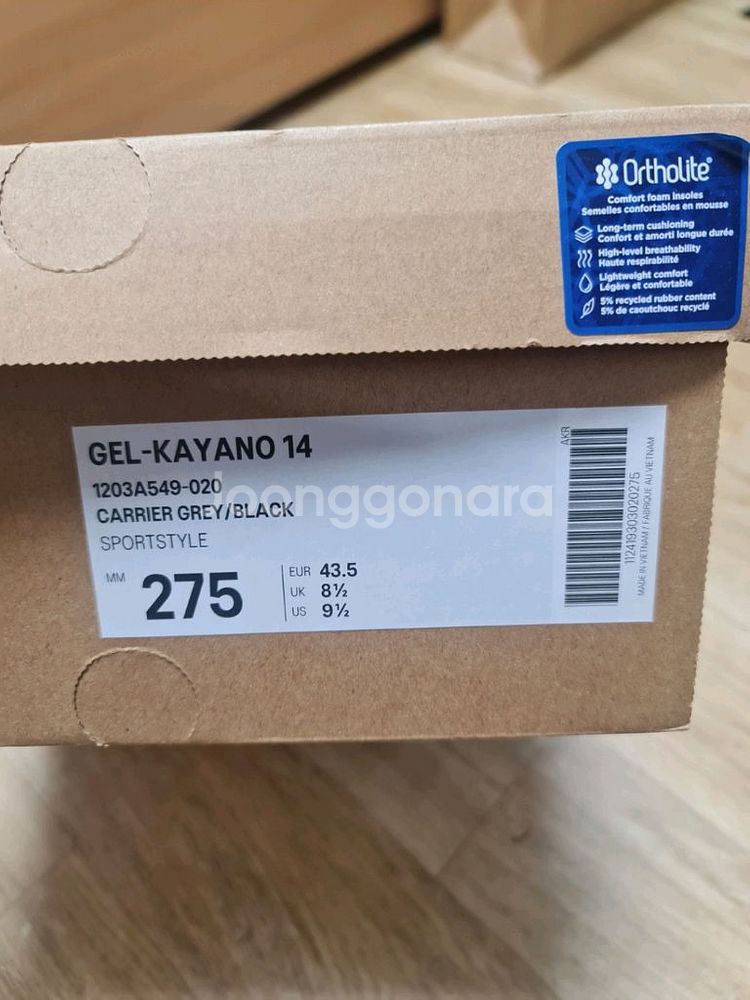 OrthoLite®
Comfort foam insoles
Semelles confortables en mousse
Long-term cushioning
Confort et amorti longue durée
High-level breathability
Haute respirabilité
Lightweight comfort
Légère et confortable
5% recycled rubber content
5% de caoutchouc recyclé
GEL-KAYANO 14
1203A549-020
CARRIER GREY/BLACK
SPORTSTYLE
MM 275
EUR 43.5
UK 8½
US 9½
AKR
112419303020275
MADE IN VIETNAM / FABRIQUE AU VIETNAM
joonggonara